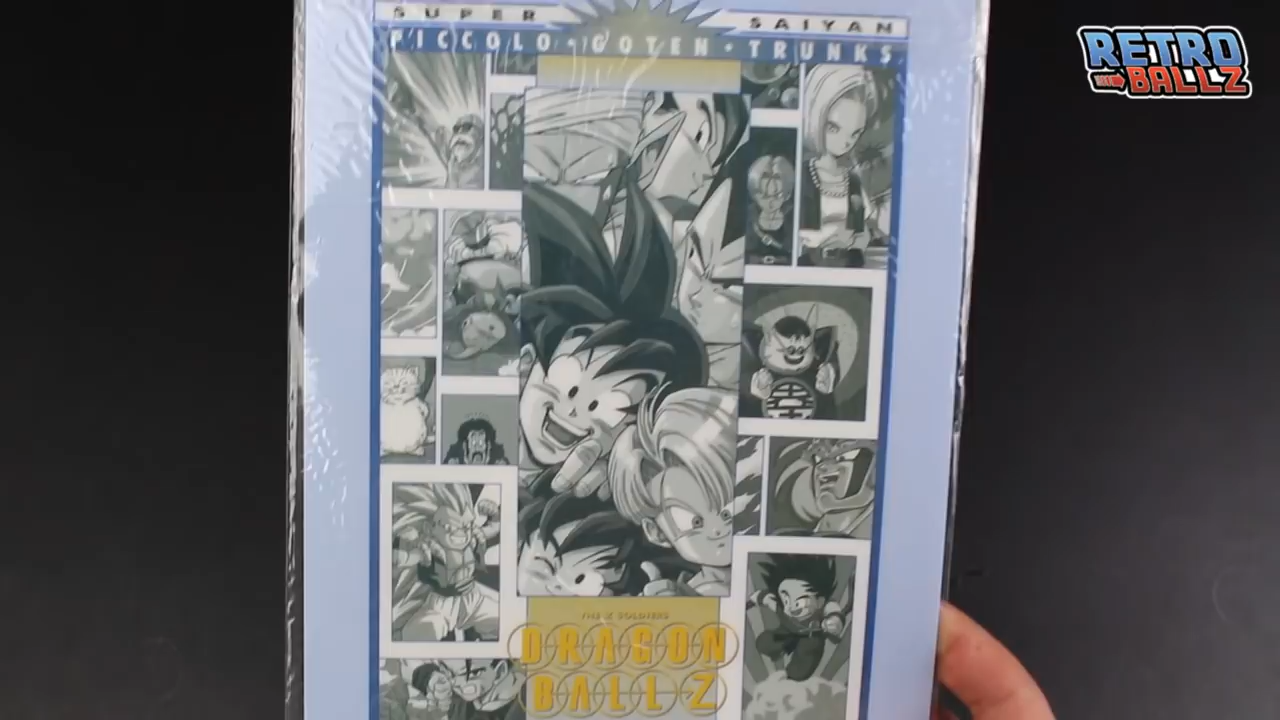 SUPER SAIYAN
PICCOLO • GOTEN • TRUNKS
RETRO
BALLZ
THE Z SOLDIERS
DRAGON
BALL Z